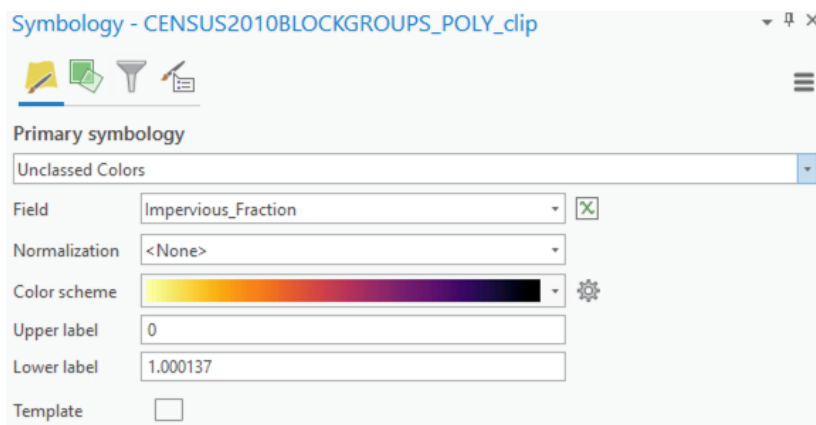 Symbology - CENSUS2010BLOCKGROUPS_POLY_clip
Primary symbology
Unclassed Colors
Field Impervious_Fraction
Normalization <None>
Color scheme
Upper label 0
Lower label 1.000137
Template